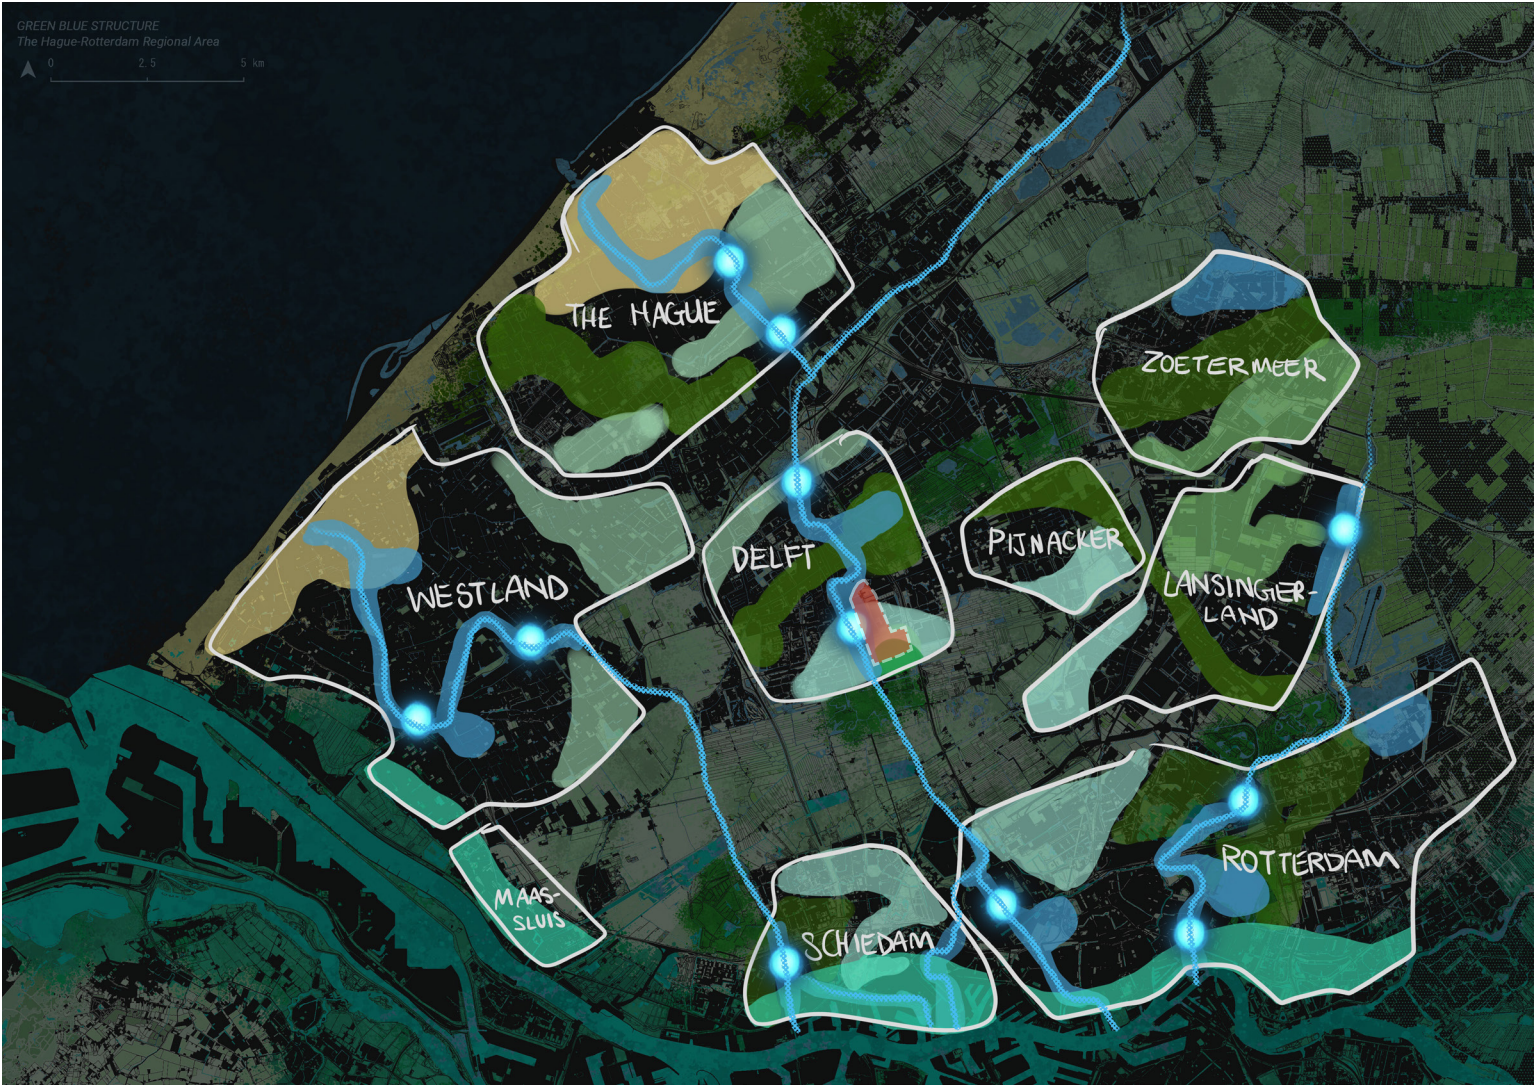 GREEN BLUE STRUCTURE
The Hague-Rotterdam Regional Area
0 2.5 5 km
THE HAGUE
ZOETERMEER
DELFT
PIJNACKER
WESTLAND
LANSINGER-
LAND
ROTTERDAM
MAAS-
SLUIS
SCHIEDAM